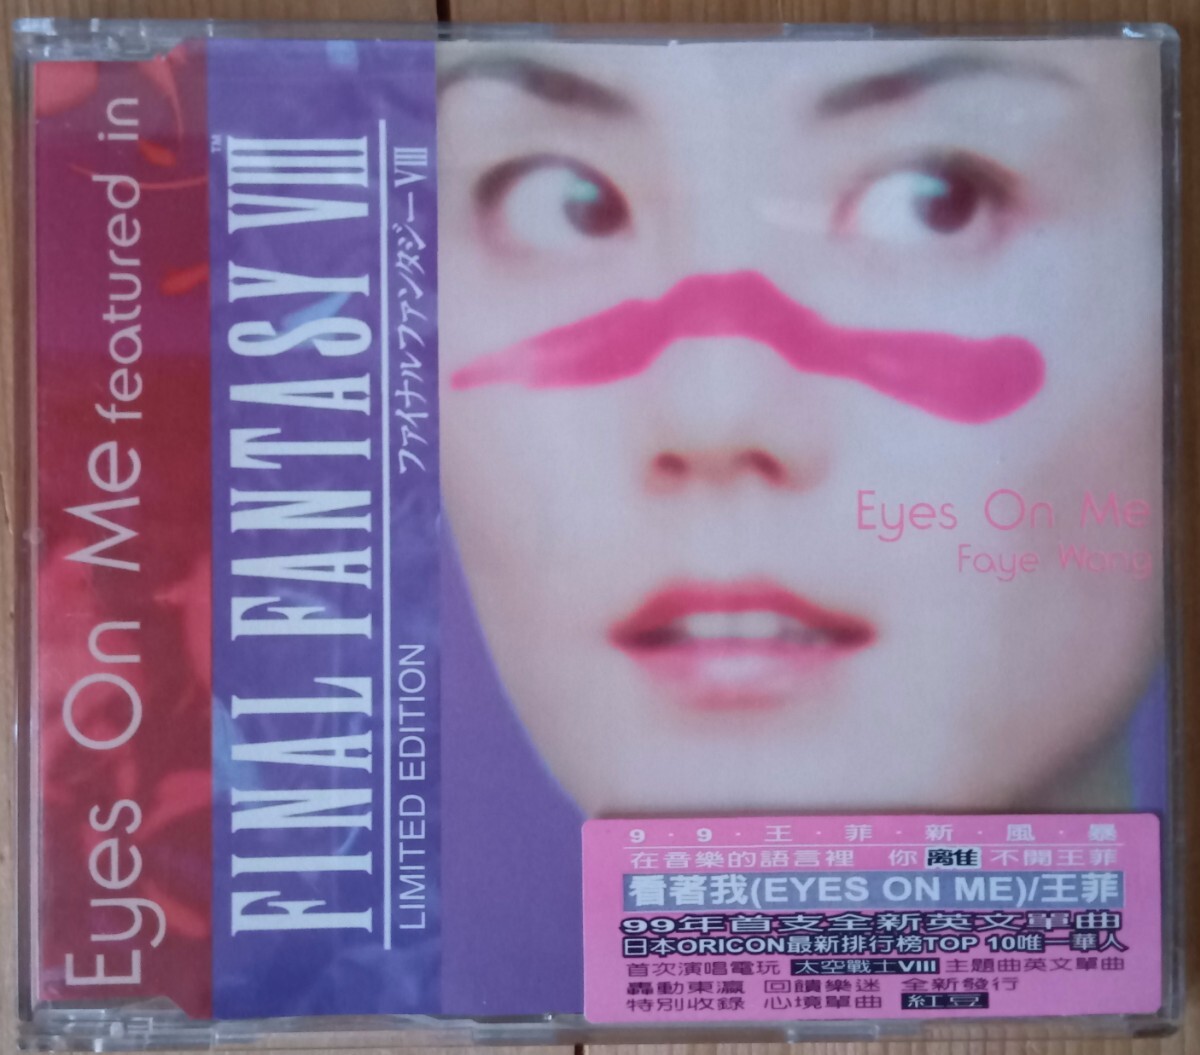 Eyes On Me featured in
FINAL FANTASY VIII™
LIMITED EDITION ファイナルファンタジーVIII
Eyes On Me
Faye Wong
99·王·菲·新·風·暴
在音樂的語言裡 你離不開王菲
看著我(EYES ON ME)/王菲
99年首支全新英文單曲
日本ORICON最新排行榜TOP 10唯一華人
首次演唱電玩 太空戰士VIII 主題曲英文單曲
轟動東瀛 回饋樂迷 全新發行
特別收錄 心境單曲 紅豆